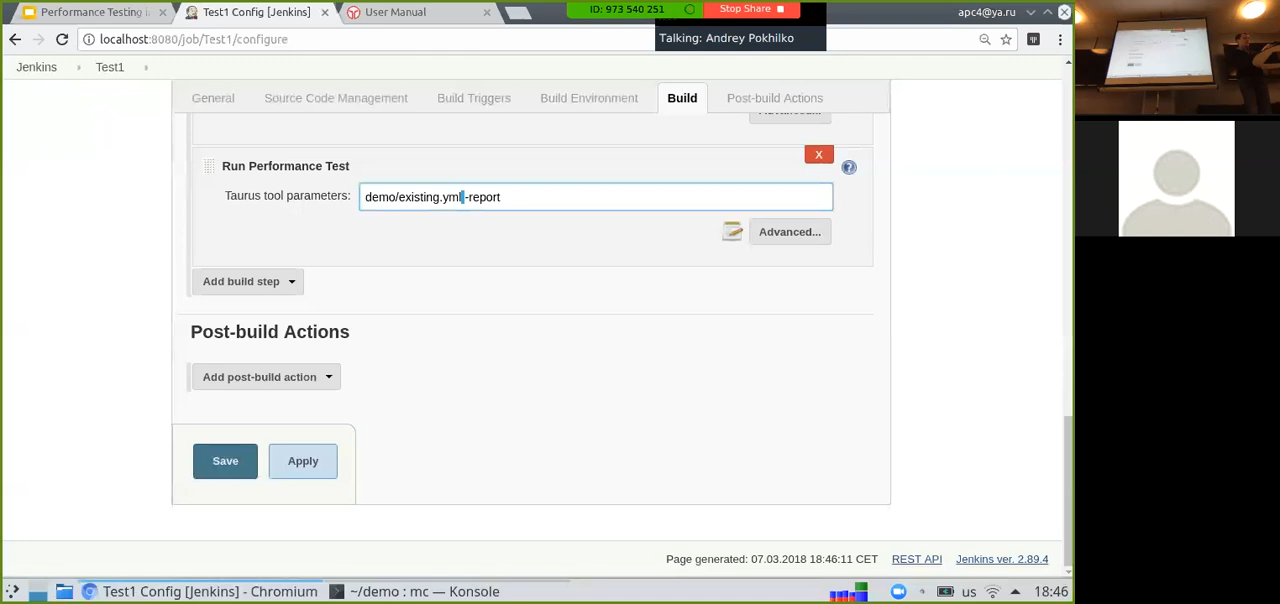 Performance Testing i
Test1 Config [Jenkins]
User Manual
ID: 973 540 251
Stop Share
apc4@ya.ru
Talking: Andrey Pokhilko
localhost:8080/job/Test1/configure
Jenkins
Test1
General
Source Code Management
Build Triggers
Build Environment
Build
Post-build Actions
Run Performance Test
X
Taurus tool parameters:
demo/existing.yml -report
Advanced...
Add build step
Post-build Actions
Add post-build action
Save
Apply
Page generated: 07.03.2018 18:46:11 CET
REST API
Jenkins ver. 2.89.4
Test1 Config [Jenkins] - Chromium
~/demo : mc — Konsole
us
18:46